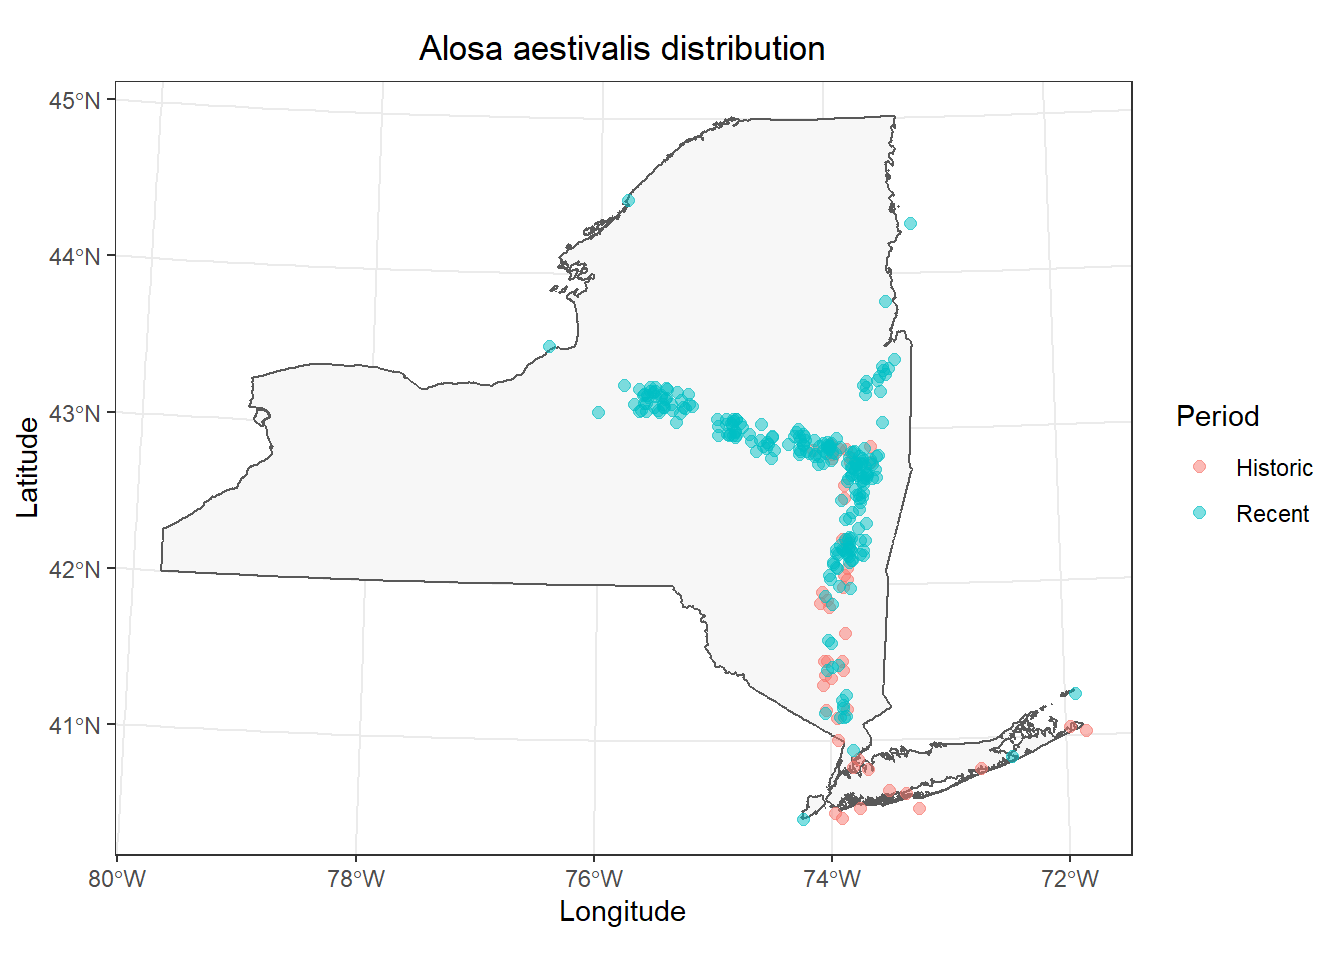 Alosa aestivalis distribution
45°N
44°N
43°N
42°N
41°N
Latitude
80°W
78°W
76°W
74°W
72°W
Longitude
Period
Historic
Recent